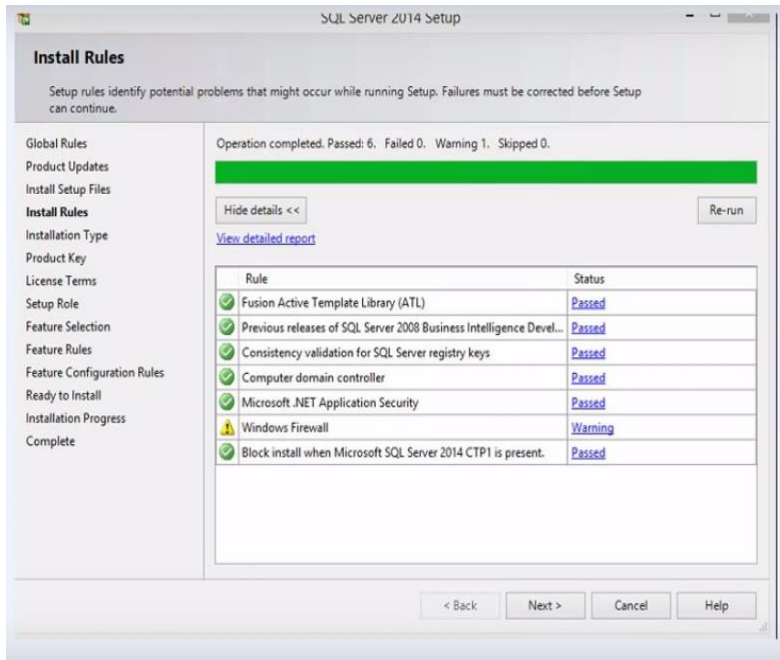 SQL Server 2014 Setup
Install Rules
Setup rules identify potential problems that might occur while running Setup. Failures must be corrected before Setup
can continue.
Global Rules
Product Updates
Install Setup Files
Install Rules
Installation Type
Product Key
License Terms
Setup Role
Feature Selection
Feature Rules
Feature Configuration Rules
Ready to Install
Installation Progress
Complete
Operation completed. Passed: 6. Failed 0. Warning 1. Skipped 0.
Hide details <<
Re-run
View detailed report
Rule Status
Fusion Active Template Library (ATL) Passed
Previous releases of SQL Server 2008 Business Intelligence Devel... Passed
Consistency validation for SQL Server registry keys Passed
Computer domain controller Passed
Microsoft .NET Application Security Passed
Windows Firewall Warning
Block install when Microsoft SQL Server 2014 CTP1 is present. Passed
< Back Next > Cancel Help